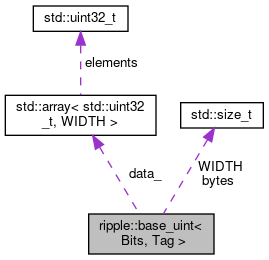 std::uint32_t
elements
std::array< std::uint32
_t, WIDTH >
std::size_t
data_
WIDTH
bytes
ripple::base_uint<
Bits, Tag >